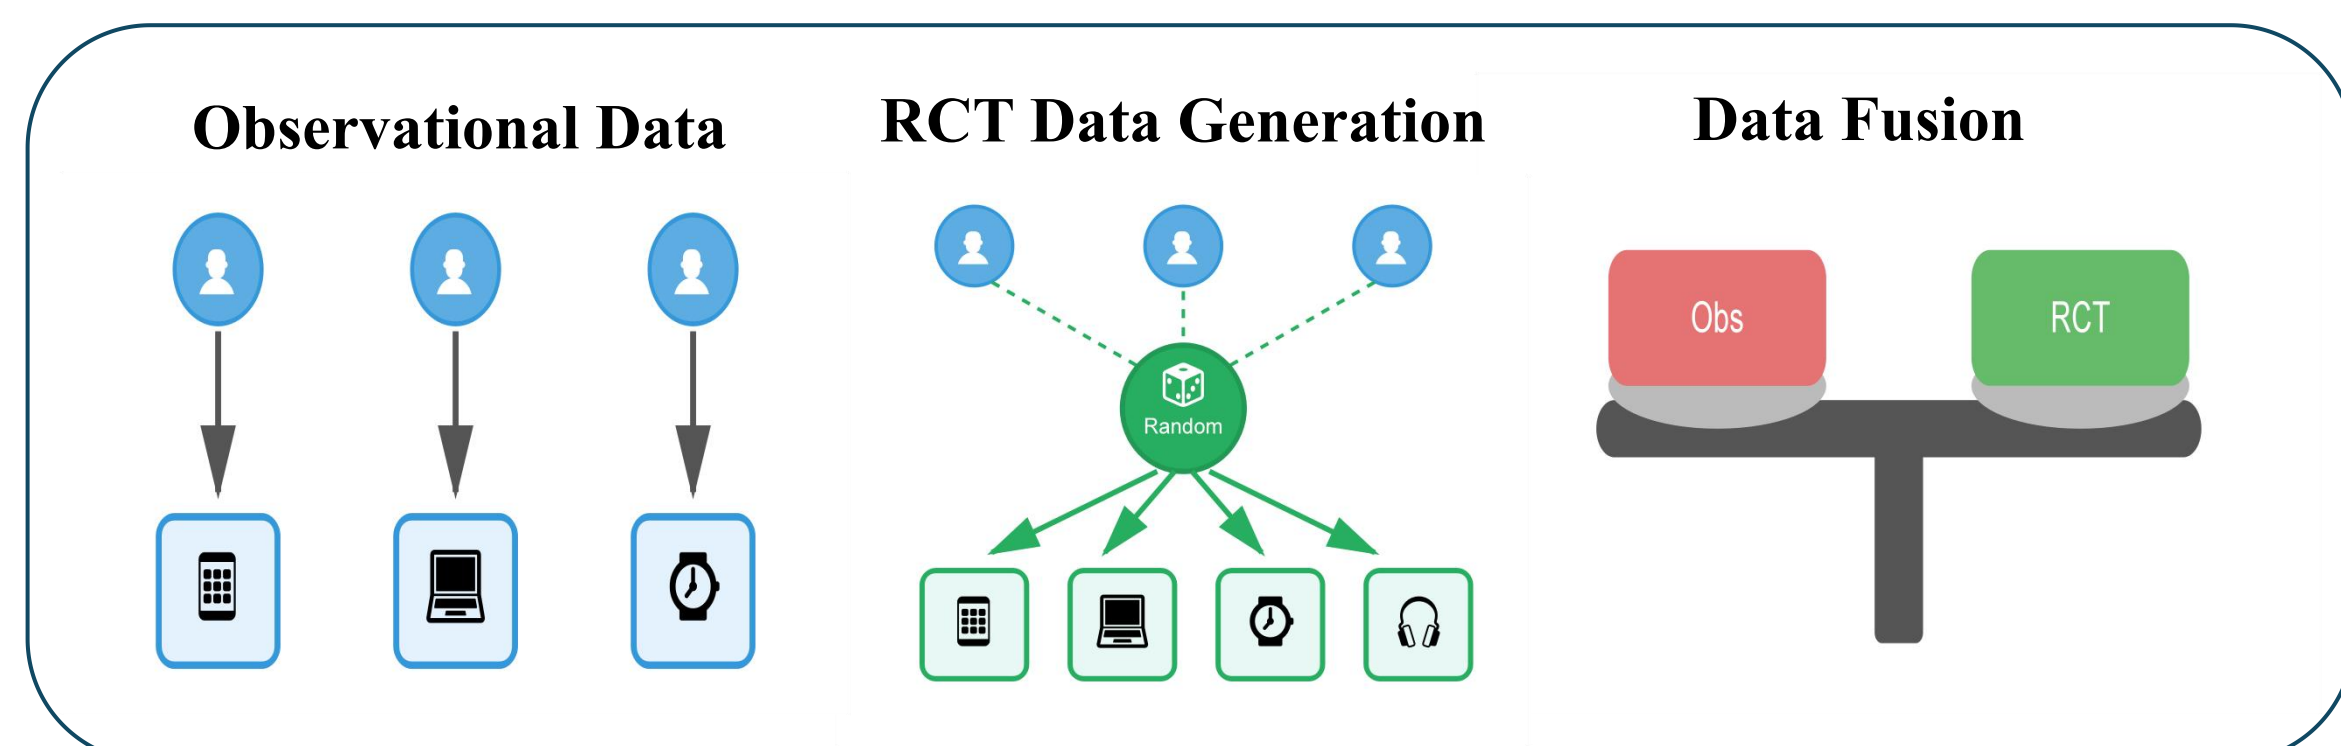 Observational Data
RCT Data Generation
Data Fusion
Random
Obs
RCT